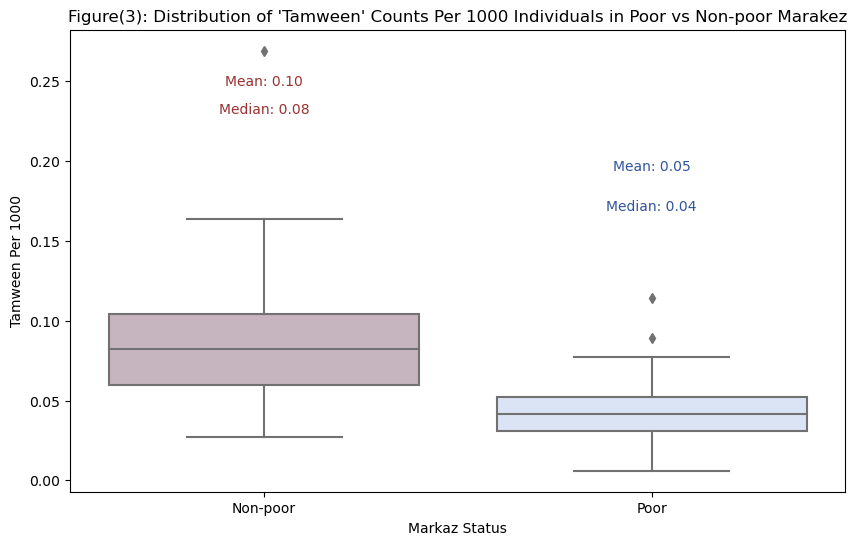 Figure(3): Distribution of 'Tamween' Counts Per 1000 Individuals in Poor vs Non-poor Marakez
Tamween Per 1000
0.25
0.20
0.15
0.10
0.05
0.00
Mean: 0.10
Median: 0.08
Mean: 0.05
Median: 0.04
Non-poor
Poor
Markaz Status